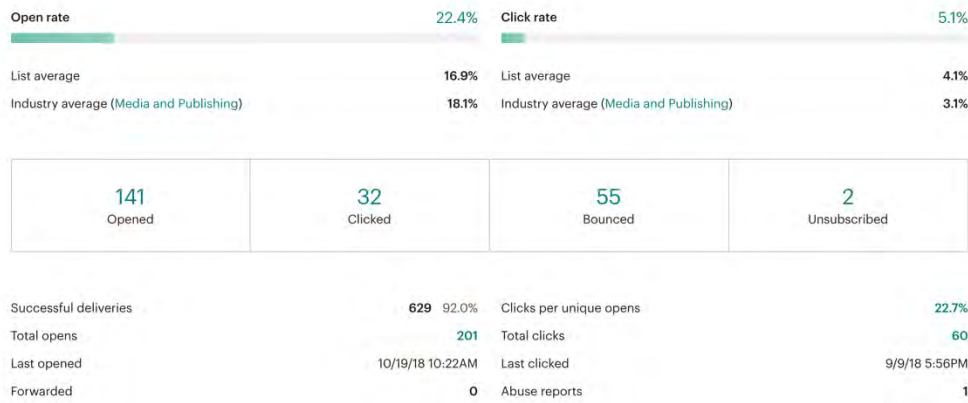 Open rate 22.4% Click rate 5.1%
List average 16.9% List average 4.1%
Industry average (Media and Publishing) 18.1% Industry average (Media and Publishing) 3.1%
141 32 55 2
Opened Clicked Bounced Unsubscribed
Successful deliveries 629 92.0% Clicks per unique opens 22.7%
Total opens 201 Total clicks 60
Last opened 10/19/18 10:22AM Last clicked 9/9/18 5:56PM
Forwarded 0 Abuse reports 1